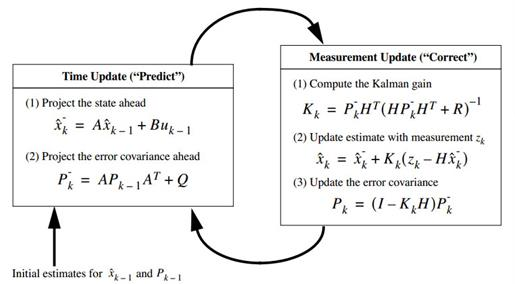 Time Update (“Predict”)
(1) Project the state ahead
x̂ₖ⁻ = Ax̂ₖ₋₁ + Buₖ₋₁
(2) Project the error covariance ahead
Pₖ⁻ = APₖ₋₁Aᵀ + Q
Initial estimates for x̂ₖ₋₁ and Pₖ₋₁
Measurement Update (“Correct”)
(1) Compute the Kalman gain
Kₖ = Pₖ⁻Hᵀ(HPₖ⁻Hᵀ + R)⁻¹
(2) Update estimate with measurement zₖ
x̂ₖ = x̂ₖ⁻ + Kₖ(zₖ – Hx̂ₖ⁻)
(3) Update the error covariance
Pₖ = (I – KₖH)Pₖ⁻